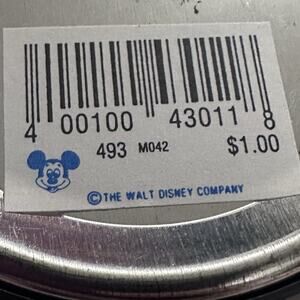 4 00100 43011 8
493 M042 $1.00
©THE WALT DISNEY COMPANY